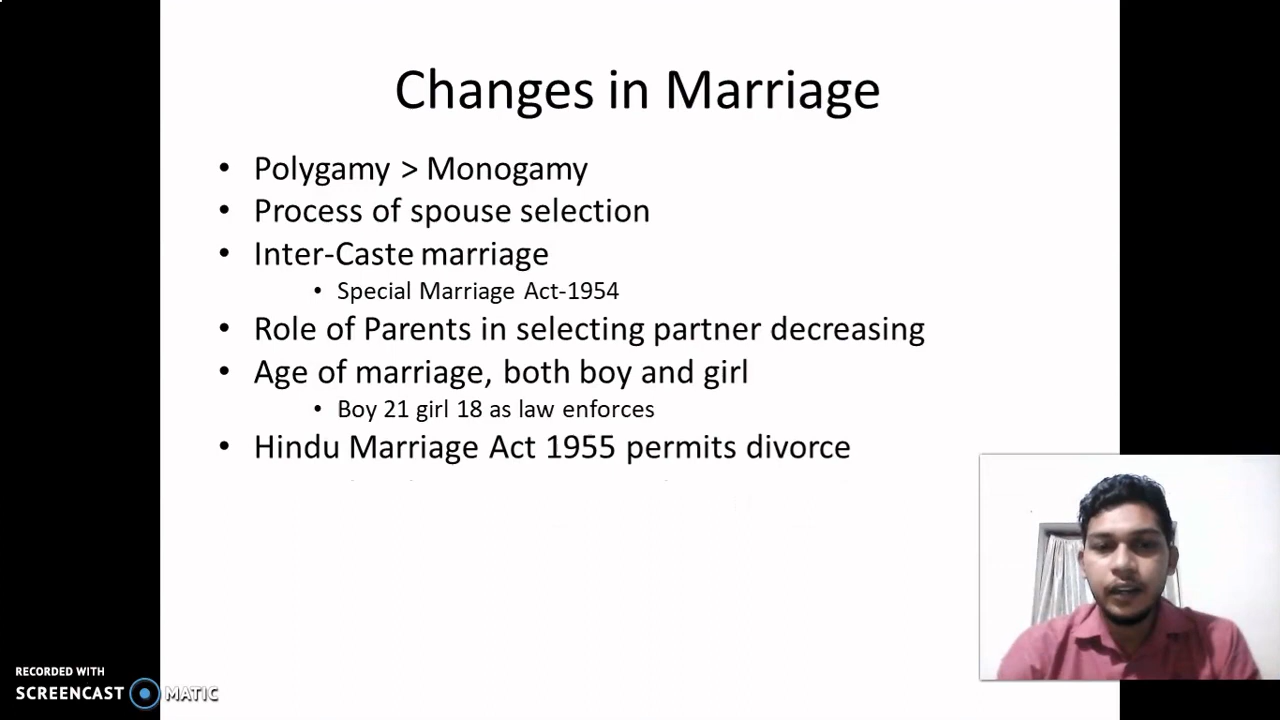 Changes in Marriage
• Polygamy > Monogamy
• Process of spouse selection
• Inter-Caste marriage
• Special Marriage Act-1954
• Role of Parents in selecting partner decreasing
• Age of marriage, both boy and girl
• Boy 21 girl 18 as law enforces
• Hindu Marriage Act 1955 permits divorce
RECORDED WITH
SCREENCAST MATIC